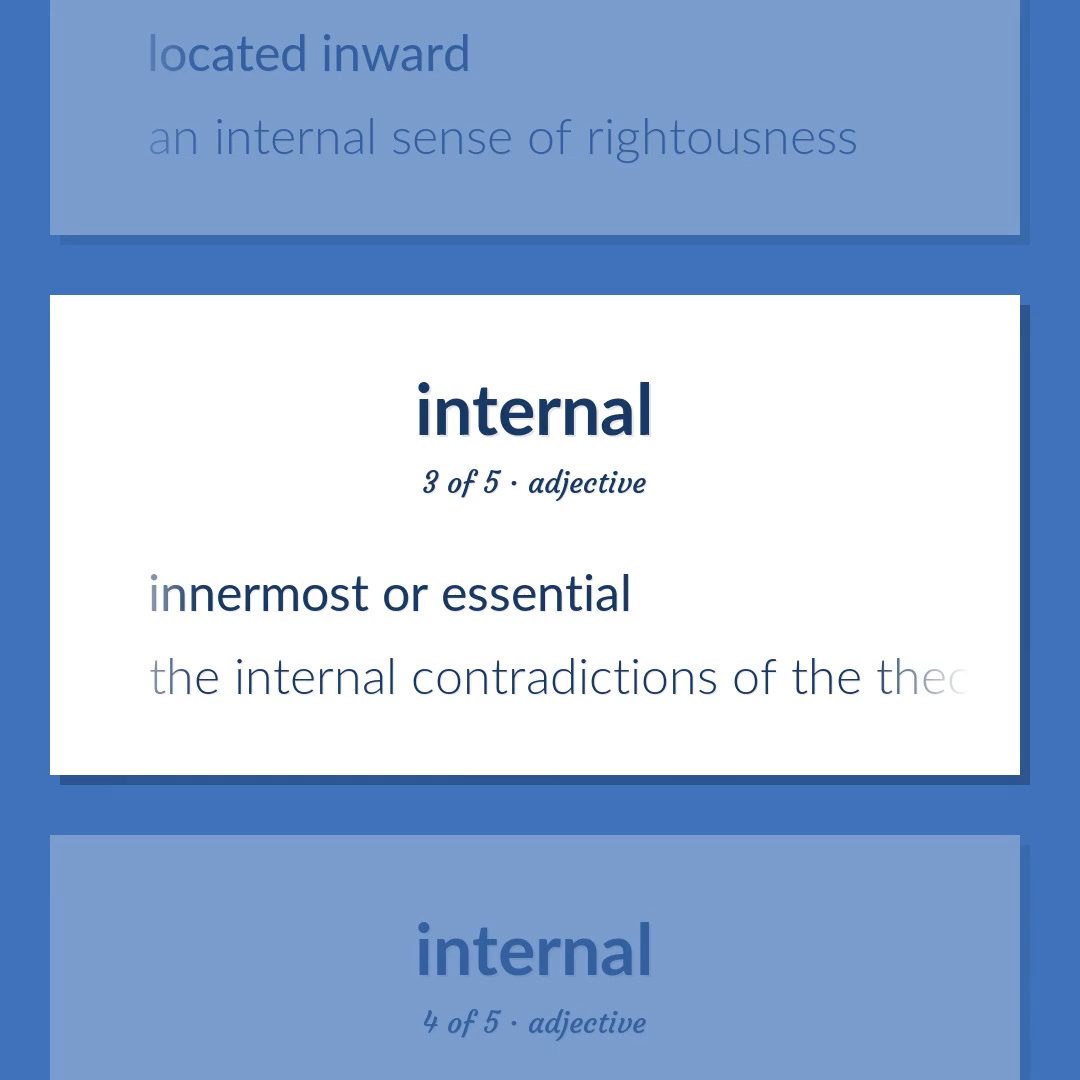 located inward
an internal sense of rightousness
internal
3 of 5 · adjective
innermost or essential
the internal contradictions of the
internal
4 of 5 · adjective